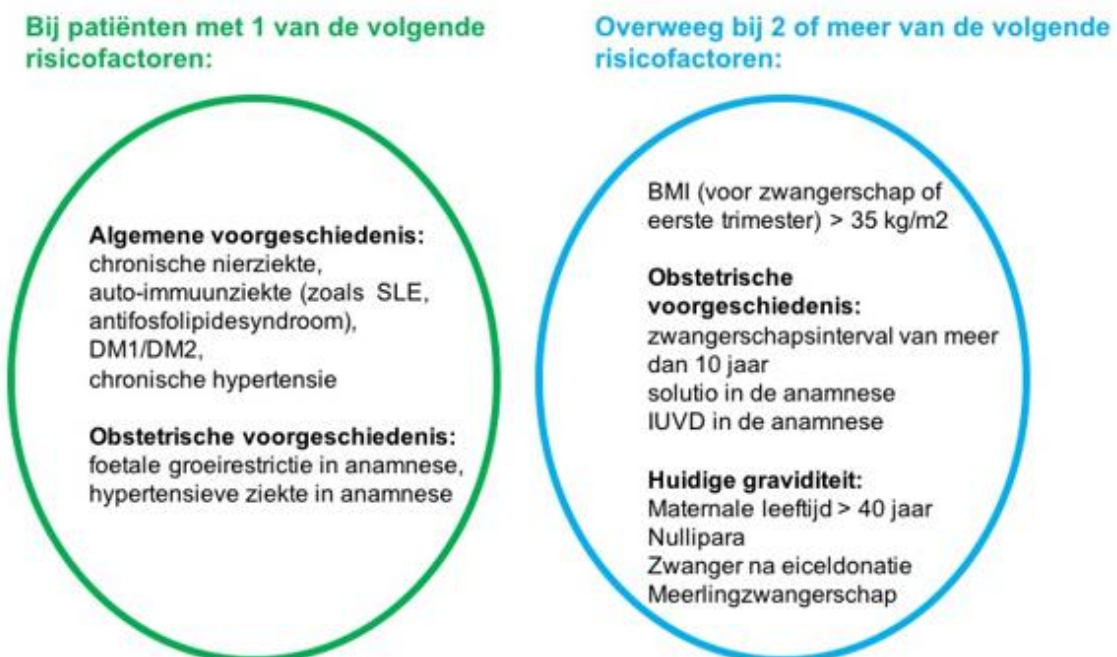 Bij patiënten met 1 van de volgende
risicofactoren:
Algemene voorgeschiedenis:
chronische nierziekte,
auto-immuunziekte (zoals SLE,
antifosfolipidesyndroom),
DM1/DM2,
chronische hypertensie
Obstetrische voorgeschiedenis:
foetale groeirestrictie in anamnese,
hypertensieve ziekte in anamnese
Overweeg bij 2 of meer van de volgende
risicofactoren:
BMI (voor zwangerschap of
eerste trimester) > 35 kg/m2
Obstetrische
voorgeschiedenis:
zwangerschapsinterval van meer
dan 10 jaar
solutio in de anamnese
IUVD in de anamnese
Huidige graviditeit:
Maternale leeftijd > 40 jaar
Nullipara
Zwanger na eiceldonatie
Meerlingzwangerschap